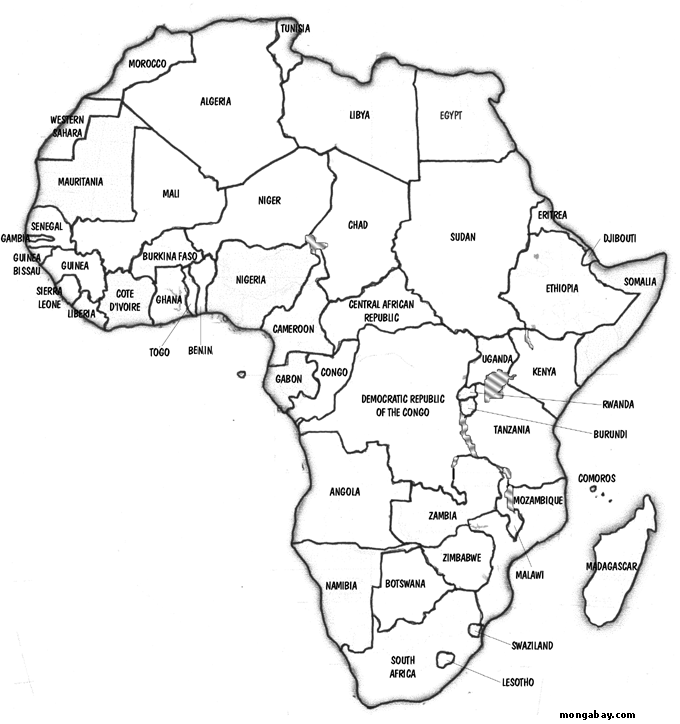 TUNISIA
MOROCCO
ALGERIA
LIBYA
EGYPT
WESTERN
SAHARA
MAURITANIA
MALI
NIGER
CHAD
SUDAN
ERITREA
DJIBOUTI
SENEGAL
GAMBIA
GUINEA
BISSAU
GUINEA
BURKINA FASO
NIGERIA
ETHIOPIA
SOMALIA
SIERRA
LEONE
LIBERIA
COTE
D'IVOIRE
GHANA
TOGO
BENIN
CENTRAL AFRICAN
REPUBLIC
CAMEROON
GABON
CONGO
DEMOCRATIC REPUBLIC
OF THE CONGO
UGANDA
KENYA
RWANDA
BURUNDI
TANZANIA
COMOROS
ANGOLA
ZAMBIA
MOZAMBIQUE
MALAWI
MADAGASCAR
ZIMBABWE
NAMIBIA
BOTSWANA
SWAZILAND
SOUTH
AFRICA
LESOTHO
mongabay.com